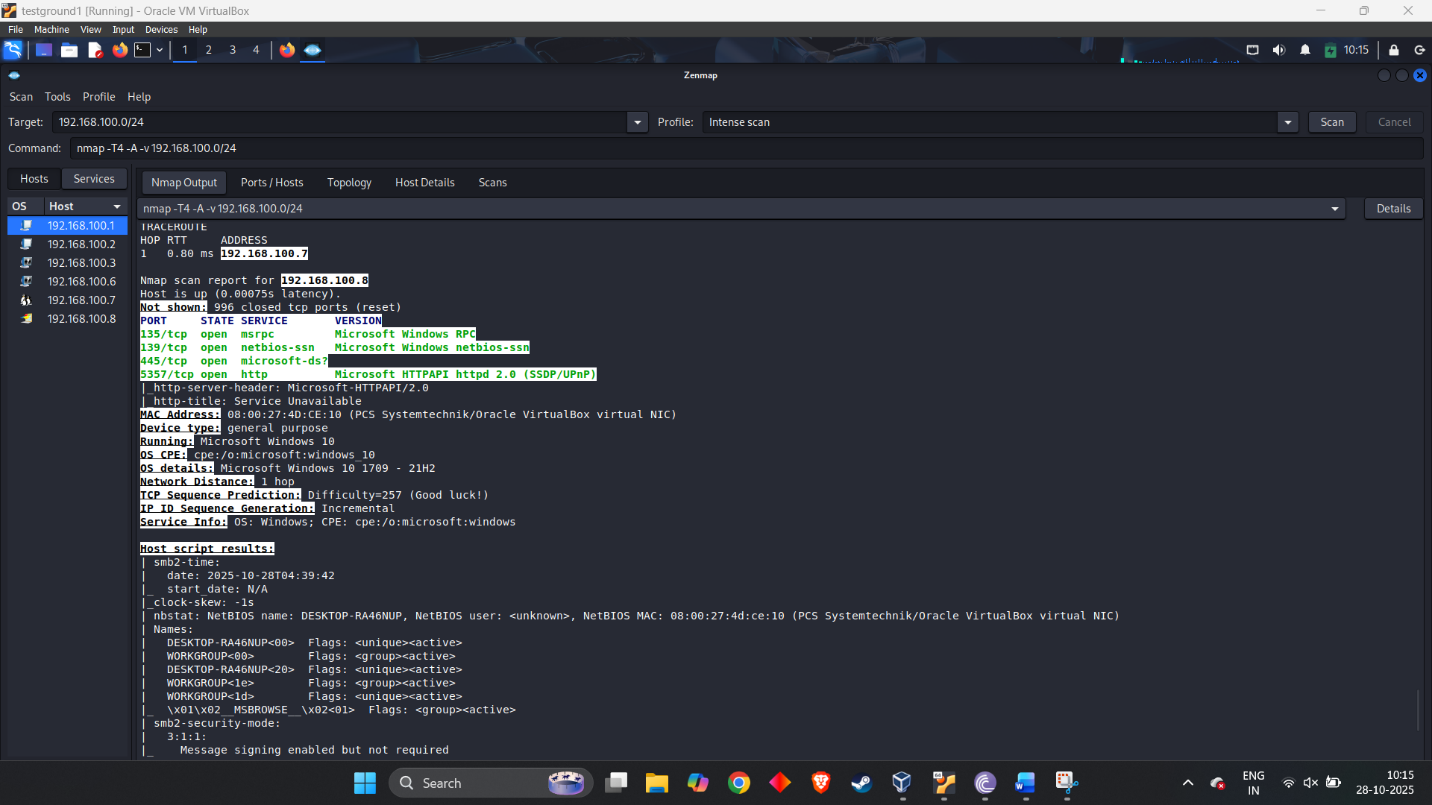 testground1 [Running] - Oracle VM VirtualBox
File Machine View Input Devices Help
1 2 3 4 10:15
Zenmap
Scan Tools Profile Help
Target: 192.168.100.0/24 Profile: Intense scan Scan Cancel
Command: nmap -T4 -A -v 192.168.100.0/24
Hosts Services Nmap Output Ports / Hosts Topology Host Details Scans
OS Host nmap -T4 -A -v 192.168.100.0/24 Details
192.168.100.1
192.168.100.2
192.168.100.3
192.168.100.6
192.168.100.7
192.168.100.8
TRACEROUTE
HOP RTT ADDRESS
1 0.80 ms 192.168.100.7
Nmap scan report for 192.168.100.8
Host is up (0.00075s latency).
Not shown: 996 closed tcp ports (reset)
PORT STATE SERVICE VERSION
135/tcp open msrpc Microsoft Windows RPC
139/tcp open netbios-ssn Microsoft Windows netbios-ssn
445/tcp open microsoft-ds?
5357/tcp open http Microsoft HTTPAPI httpd 2.0 (SSDP/UPnP)
|_http-server-header: Microsoft-HTTPAPI/2.0
|_http-title: Service Unavailable
MAC Address: 08:00:27:4D:CE:10 (PCS Systemtechnik/Oracle VirtualBox virtual NIC)
Device type: general purpose
Running: Microsoft Windows 10
OS CPE: cpe:/o:microsoft:windows_10
OS details: Microsoft Windows 10 1709 - 21H2
Network Distance: 1 hop
TCP Sequence Prediction: Difficulty=257 (Good luck!)
IP ID Sequence Generation: Incremental
Service Info: OS: Windows; CPE: cpe:/o:microsoft:windows
Host script results:
| smb2-time:
|   date: 2025-10-28T04:39:42
|_  start_date: N/A
|_clock-skew: -1s
| nbstat: NetBIOS name: DESKTOP-RA46NUP, NetBIOS user: <unknown>, NetBIOS MAC: 08:00:27:4d:ce:10 (PCS Systemtechnik/Oracle VirtualBox virtual NIC)
| Names:
|   DESKTOP-RA46NUP<00>  Flags: <unique><active>
|   WORKGROUP<00>        Flags: <group><active>
|   DESKTOP-RA46NUP<20>  Flags: <unique><active>
|   WORKGROUP<1e>        Flags: <group><active>
|   WORKGROUP<1d>        Flags: <unique><active>
|_  \x01\x02__MSBROWSE__\x02<01>  Flags: <group><active>
| smb2-security-mode:
|   3:1:1:
|_    Message signing enabled but not required
Search
ENG
IN
10:15
28-10-2025